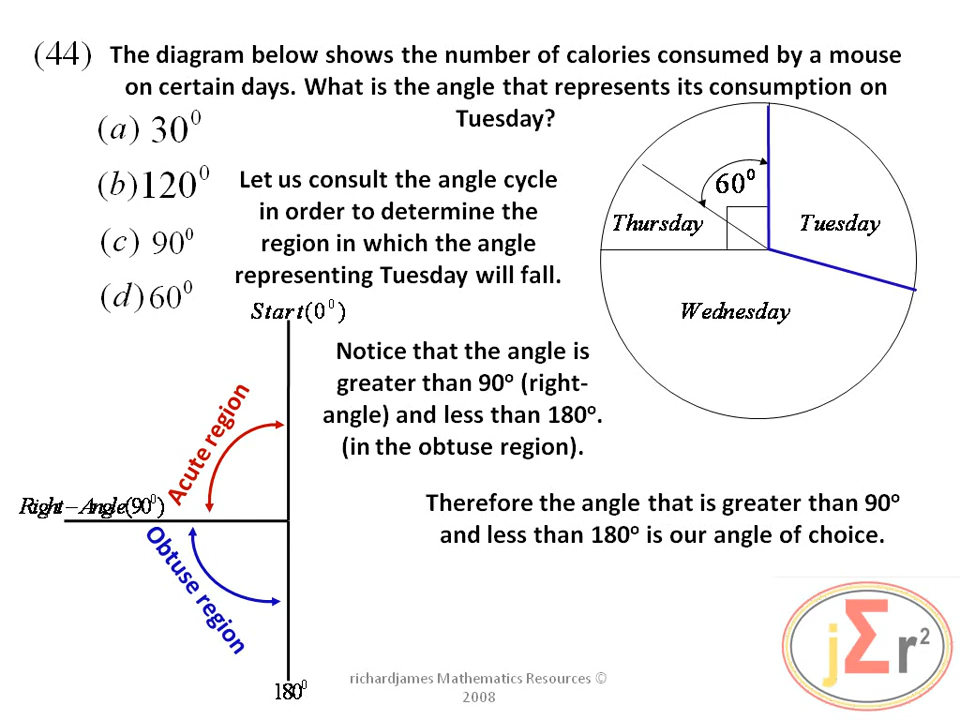 (44) The diagram below shows the number of calories consumed by a mouse
on certain days. What is the angle that represents its consumption on
Tuesday?
(a) 30⁰
(b) 120⁰
(c) 90⁰
(d) 60⁰
Let us consult the angle cycle
in order to determine the
region in which the angle
representing Tuesday will fall.
60⁰
Thursday
Tuesday
Wednesday
Start(0⁰)
Notice that the angle is
greater than 90º (right-
angle) and less than 180º.
(in the obtuse region).
Acute region
Right–Angle(90⁰)
Obtuse region
180⁰
Therefore the angle that is greater than 90º
and less than 180º is our angle of choice.
jΣr²
richardjames Mathematics Resources ©
2008